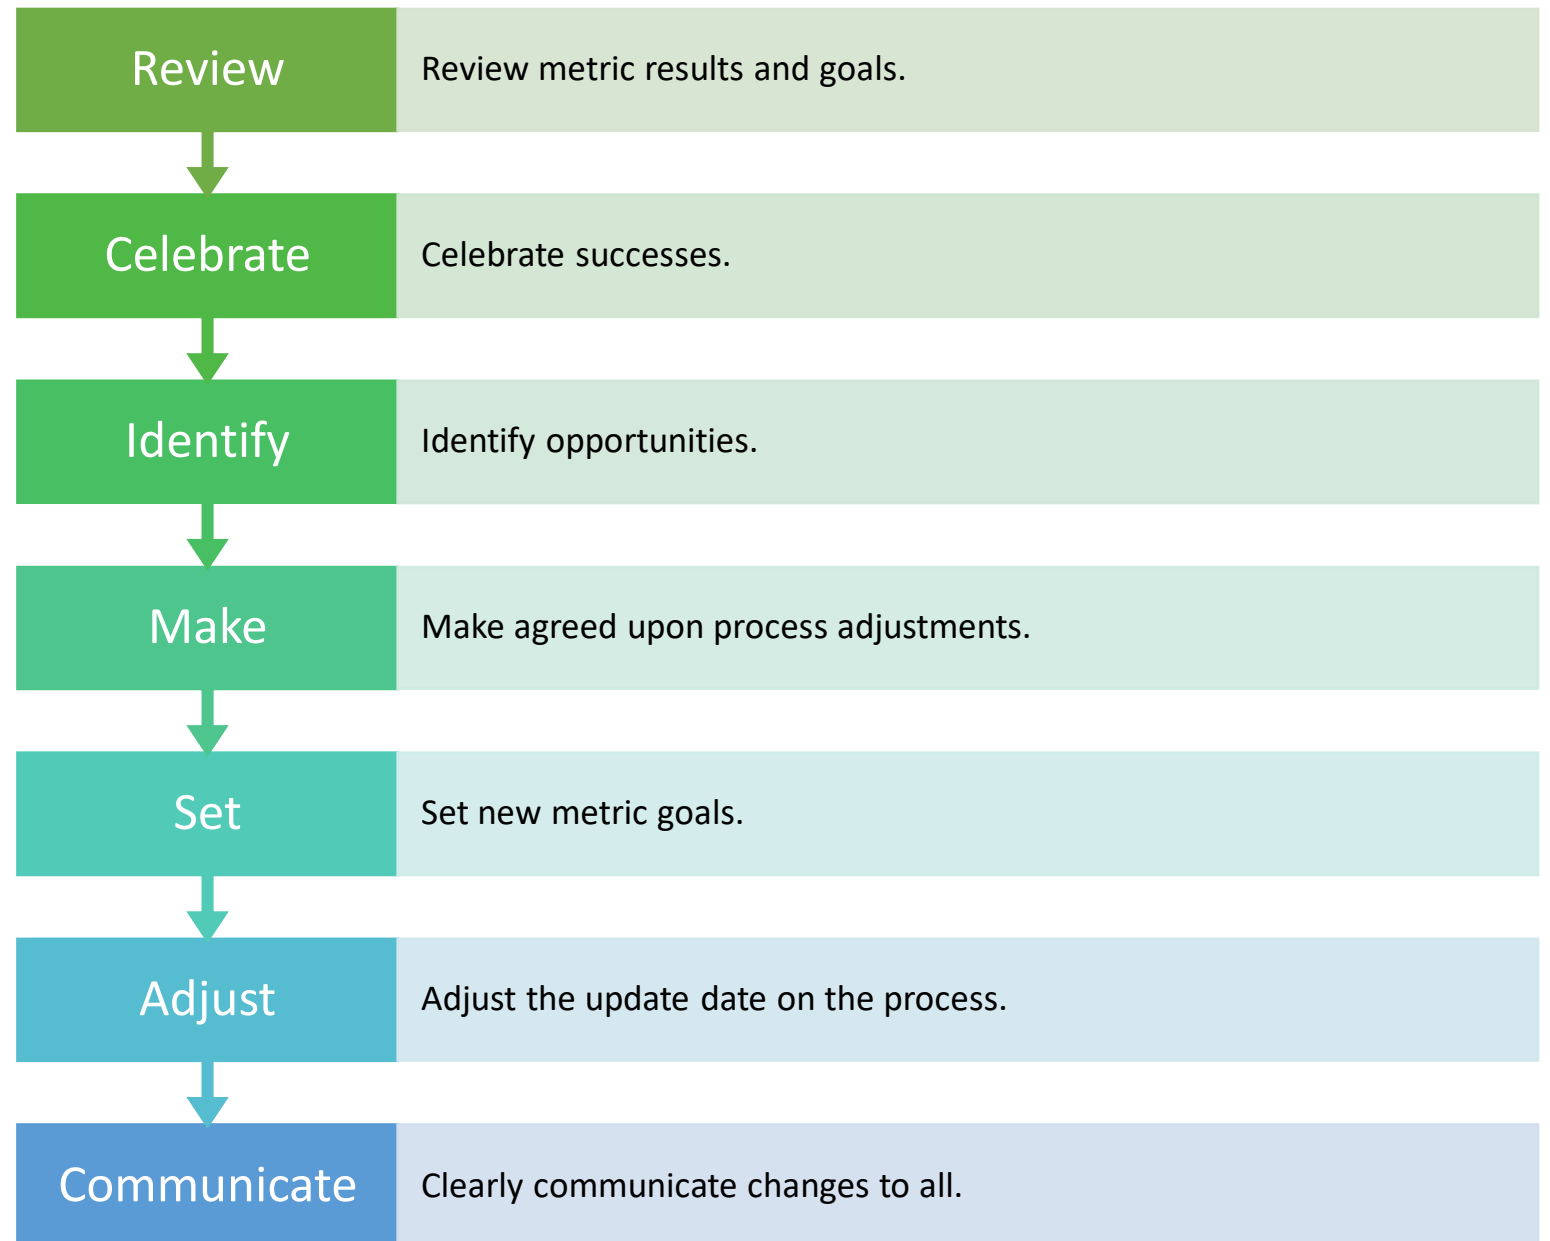 Review
Review metric results and goals.
Celebrate
Celebrate successes.
Identify
Identify opportunities.
Make
Make agreed upon process adjustments.
Set
Set new metric goals.
Adjust
Adjust the update date on the process.
Communicate
Clearly communicate changes to all.